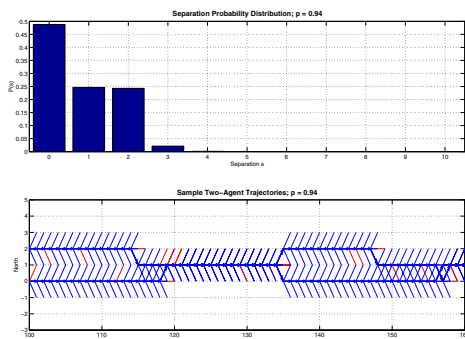 Separation Probability Distribution; p = 0.94
0.5
0.45
0.4
0.35
0.3
0.25
0.2
0.15
0.1
0.05
0
P(s)
0 1 2 3 4 5 6 7 8 9 10
Separation s
Sample Two-Agent Trajectories; p = 0.94
5
4
3
2
1
0
-1
-2
-3
North
100 110 120 130 140 150 160